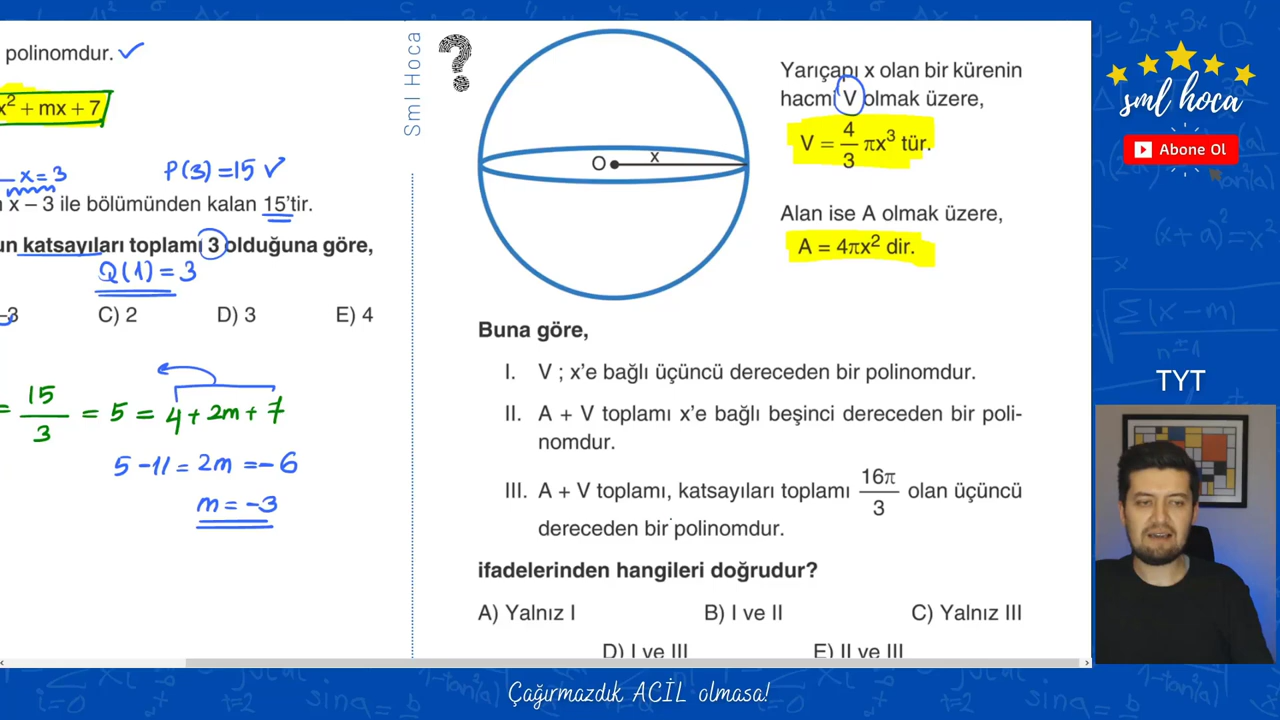 polinomdur.
x² + mx + 7
x = 3
P(3) = 15
x – 3 ile bölümünden kalan 15'tir.
un katsayıları toplamı 3 olduğuna göre,
Q(1) = 3
–3 C) 2 D) 3 E) 4
= 15/3 = 5 = 4 + 2m + 7
5 - 11 = 2m = - 6
m = -3
Sml Hoca
?
O x
Yarıçapı x olan bir kürenin
hacmi V olmak üzere,
V = 4/3 πx³ tür.
Alan ise A olmak üzere,
A = 4πx² dir.
Buna göre,
I. V ; x'e bağlı üçüncü dereceden bir polinomdur.
II. A + V toplamı x'e bağlı beşinci dereceden bir poli-
nomdur.
III. A + V toplamı, katsayıları toplamı 16π/3 olan üçüncü
dereceden bir polinomdur.
ifadelerinden hangileri doğrudur?
A) Yalnız I B) I ve II C) Yalnız III
D) I ve III E) II ve III
sml hoca
Abone Ol
TYT
Çağırmazdık ACİL olmasa!